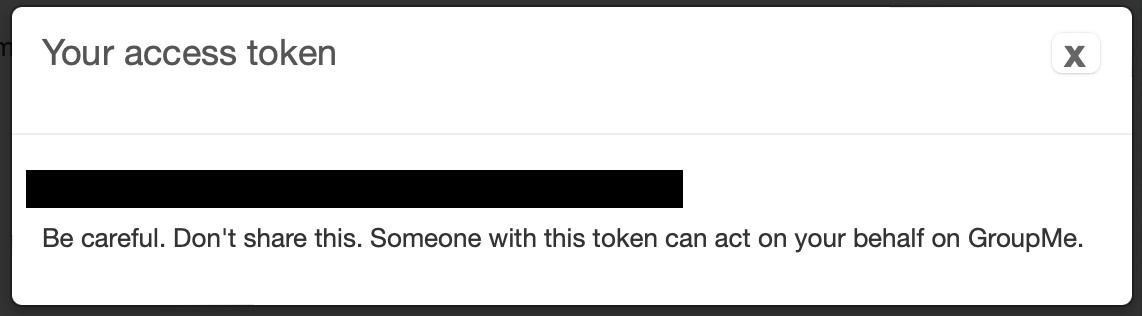 Your access token
X
Be careful. Don't share this. Someone with this token can act on your behalf on GroupMe.